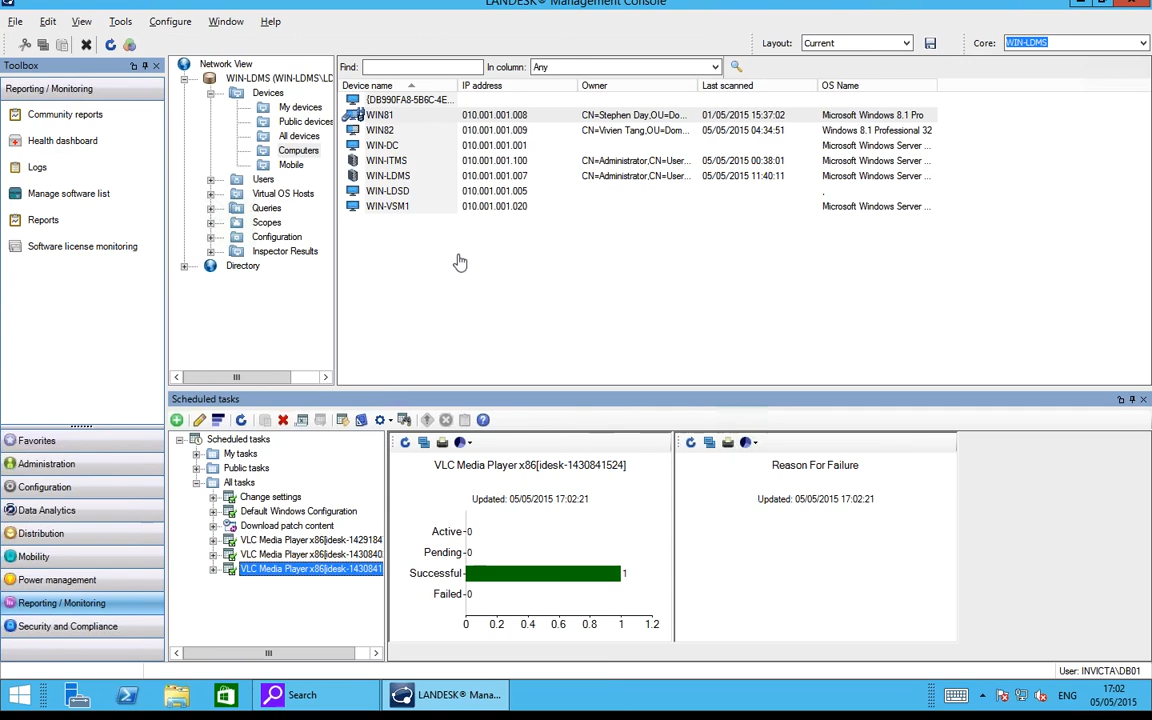 LANDESK® Management Console
File Edit View Tools Configure Window Help
Layout: Current Core: WIN-LDMS
Toolbox
Reporting / Monitoring
Community reports
Health dashboard
Logs
Manage software list
Reports
Software license monitoring
Favorites
Administration
Configuration
Data Analytics
Distribution
Mobility
Power management
Reporting / Monitoring
Security and Compliance
Network View
WIN-LDMS (WIN-LDMS\LD
Devices
My devices
Public devices
All devices
Computers
Mobile
Users
Virtual OS Hosts
Queries
Scopes
Configuration
Inspector Results
Directory
Find: In column: Any
Device name IP address Owner Last scanned OS Name
{DB990FA8-5B6C-4E...
WIN81 010.001.001.008 CN=Stephen Day,OU=Do... 01/05/2015 15:37:02 Microsoft Windows 8.1 Pro
WIN82 010.001.001.009 CN=Vivien Tang,OU=Dom... 05/05/2015 04:34:51 Windows 8.1 Professional 32
WIN-DC 010.001.001.001 Microsoft Windows Server ...
WIN-ITMS 010.001.001.100 CN=Administrator,CN=User... 05/05/2015 00:38:01 Microsoft Windows Server ...
WIN-LDMS 010.001.001.007 CN=Administrator,CN=User... 05/05/2015 11:40:11 Microsoft Windows Server ...
WIN-LDSD 010.001.001.005 .
WIN-VSM1 010.001.001.020 Microsoft Windows Server ...
Scheduled tasks
Scheduled tasks
My tasks
Public tasks
All tasks
Change settings
Default Windows Configuration
Download patch content
VLC Media Player x86[idesk-1429184
VLC Media Player x86[idesk-1430840
VLC Media Player x86[idesk-1430841
VLC Media Player x86[idesk-1430841524]
Updated: 05/05/2015 17:02:21
Active 0
Pending 0
Successful 1
Failed 0
0 0.2 0.4 0.6 0.8 1 1.2
Reason For Failure
Updated: 05/05/2015 17:02:21
User: INVICTA\DB01
Search LANDESK® Mana... ENG 17:02
05/05/2015